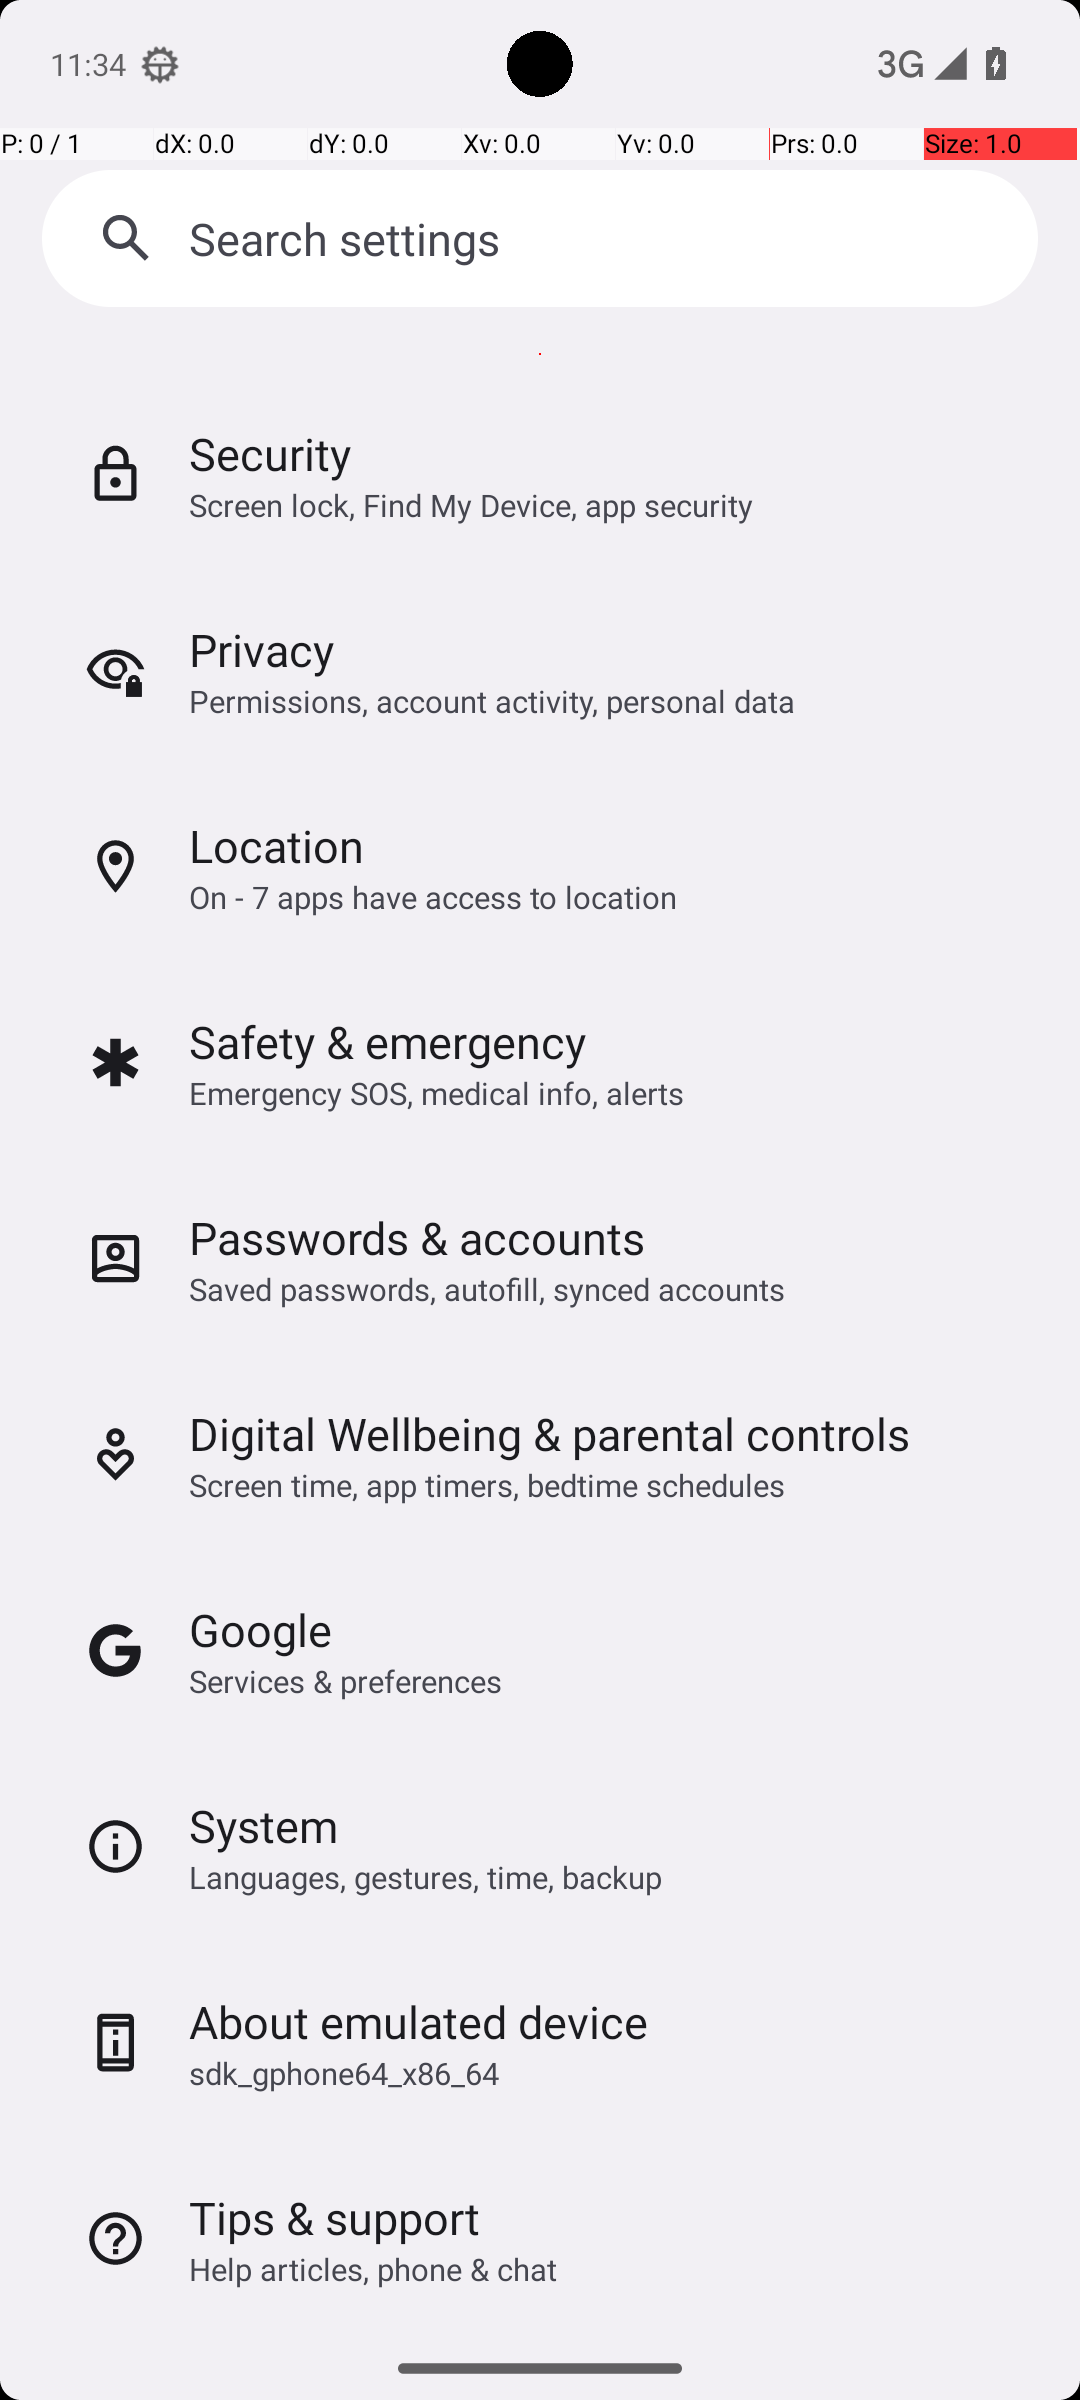 11:34
3G
P: 0 / 1 dX: 0.0 dY: 0.0 Xv: 0.0 Yv: 0.0 Prs: 0.0 Size: 1.0
Search settings
Security
Screen lock, Find My Device, app security
Privacy
Permissions, account activity, personal data
Location
On - 7 apps have access to location
Safety & emergency
Emergency SOS, medical info, alerts
Passwords & accounts
Saved passwords, autofill, synced accounts
Digital Wellbeing & parental controls
Screen time, app timers, bedtime schedules
Google
Services & preferences
System
Languages, gestures, time, backup
About emulated device
sdk_gphone64_x86_64
Tips & support
Help articles, phone & chat